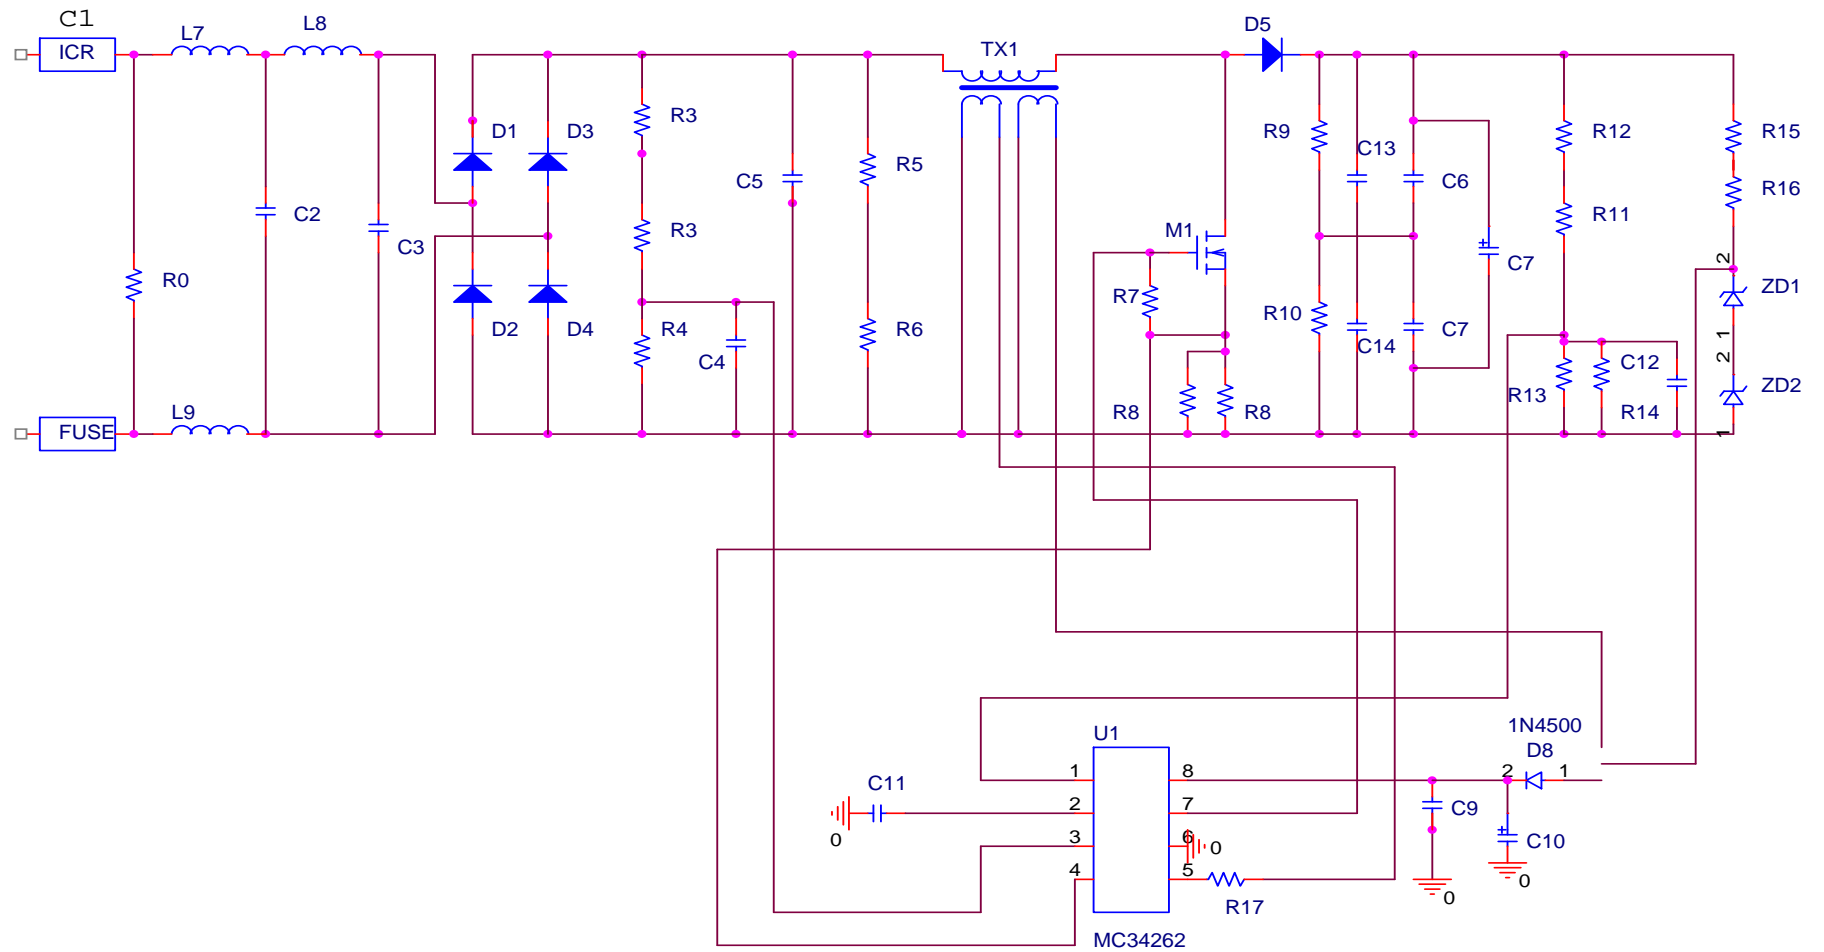 C1
ICR
L7
L8
TX1
D5
D1
D3
R3
R5
R9
C13
C6
R12
R15
C5
R16
C2
C3
R3
M1
R11
C7
R0
D2
D4
R4
C4
R6
R7
R10
C14
C7
2
ZD1
1
2
R8
R8
R13
C12
R14
ZD2
1
L9
FUSE
U1
1N4500
D8
1
2
3
4
8
7
6
5
2
1
C11
0
0
C9
C10
0
0
R17
MC34262